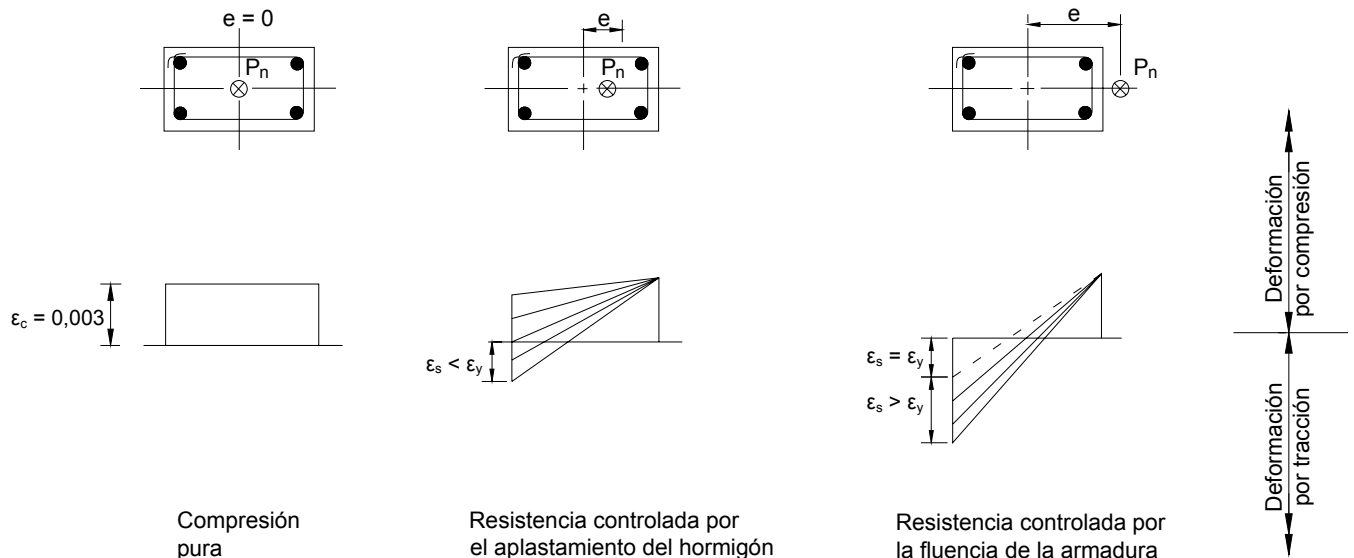 e = 0
e
e
Pn
Pn
Pn
εc = 0,003
εs < εy
εs = εy
εs > εy
Deformación
por compresión
Deformación
por tracción
Compresión
pura
Resistencia controlada por
el aplastamiento del hormigón
Resistencia controlada por
la fluencia de la armadura